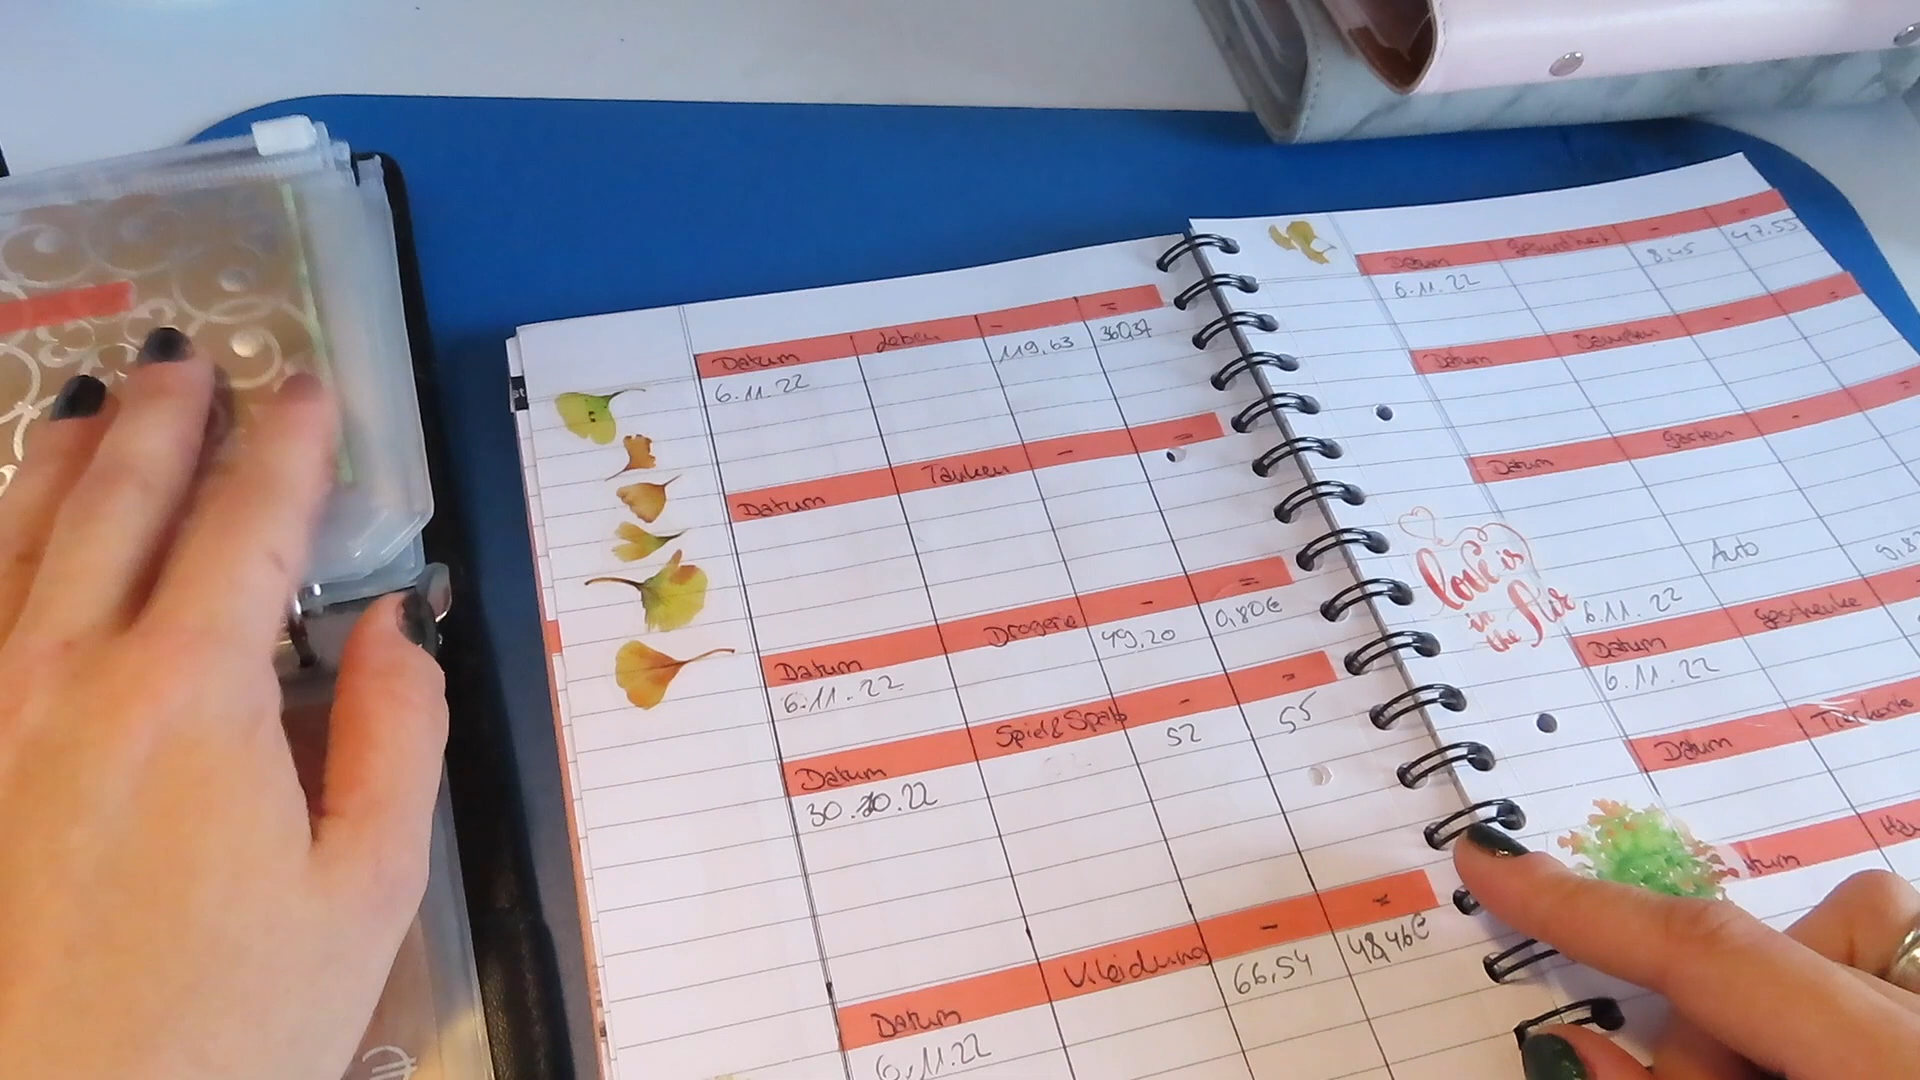 Datum Leben - =
6.11.22 119,63 360,37
Datum Tanken - =
Datum Drogerie - =
6.11.22 49,20 0,80€
Datum Spiel&Spaß - =
30.10.22 52 55
Datum Kleidung - =
6.11.22 66,54 48,46€
Datum Gesundheit - =
6.11.22 8,45 47,55
Datum - =
Datum Garten - =
love is
in
the Air
Auto
6.11.22
Datum Geschenke
6.11.22
Datum